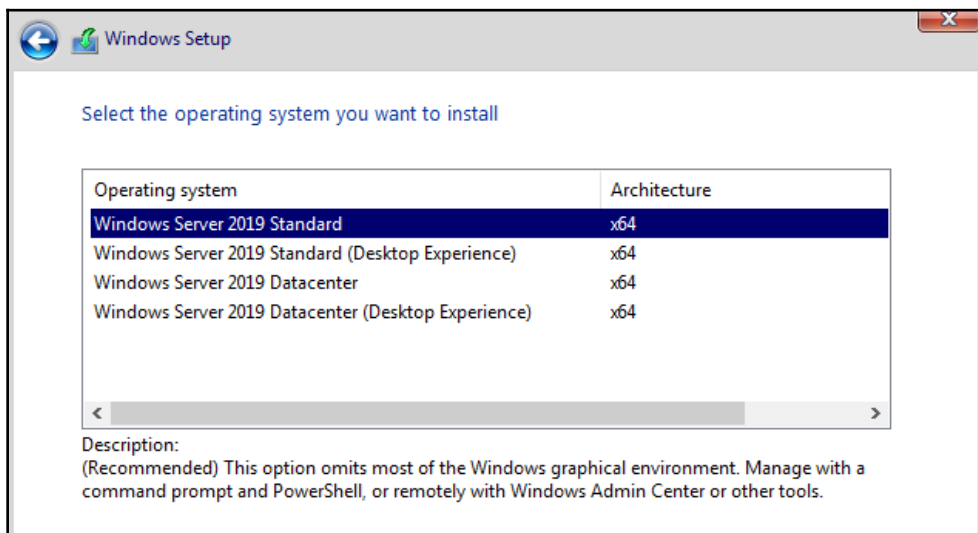 Windows Setup
Select the operating system you want to install
Operating system Architecture
Windows Server 2019 Standard x64
Windows Server 2019 Standard (Desktop Experience) x64
Windows Server 2019 Datacenter x64
Windows Server 2019 Datacenter (Desktop Experience) x64
Description:
(Recommended) This option omits most of the Windows graphical environment. Manage with a
command prompt and PowerShell, or remotely with Windows Admin Center or other tools.